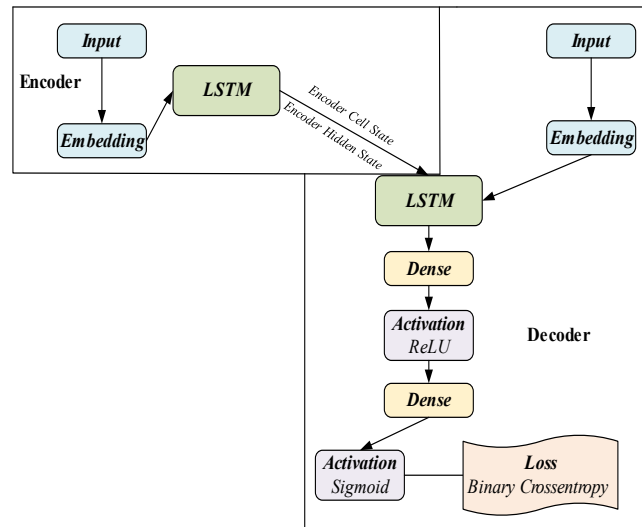 Input
Input
Encoder
LSTM
Encoder Cell State
Encoder Hidden State
Embedding
Embedding
LSTM
Dense
Activation
ReLU
Decoder
Dense
Activation
Sigmoid
Loss
Binary Crossentropy